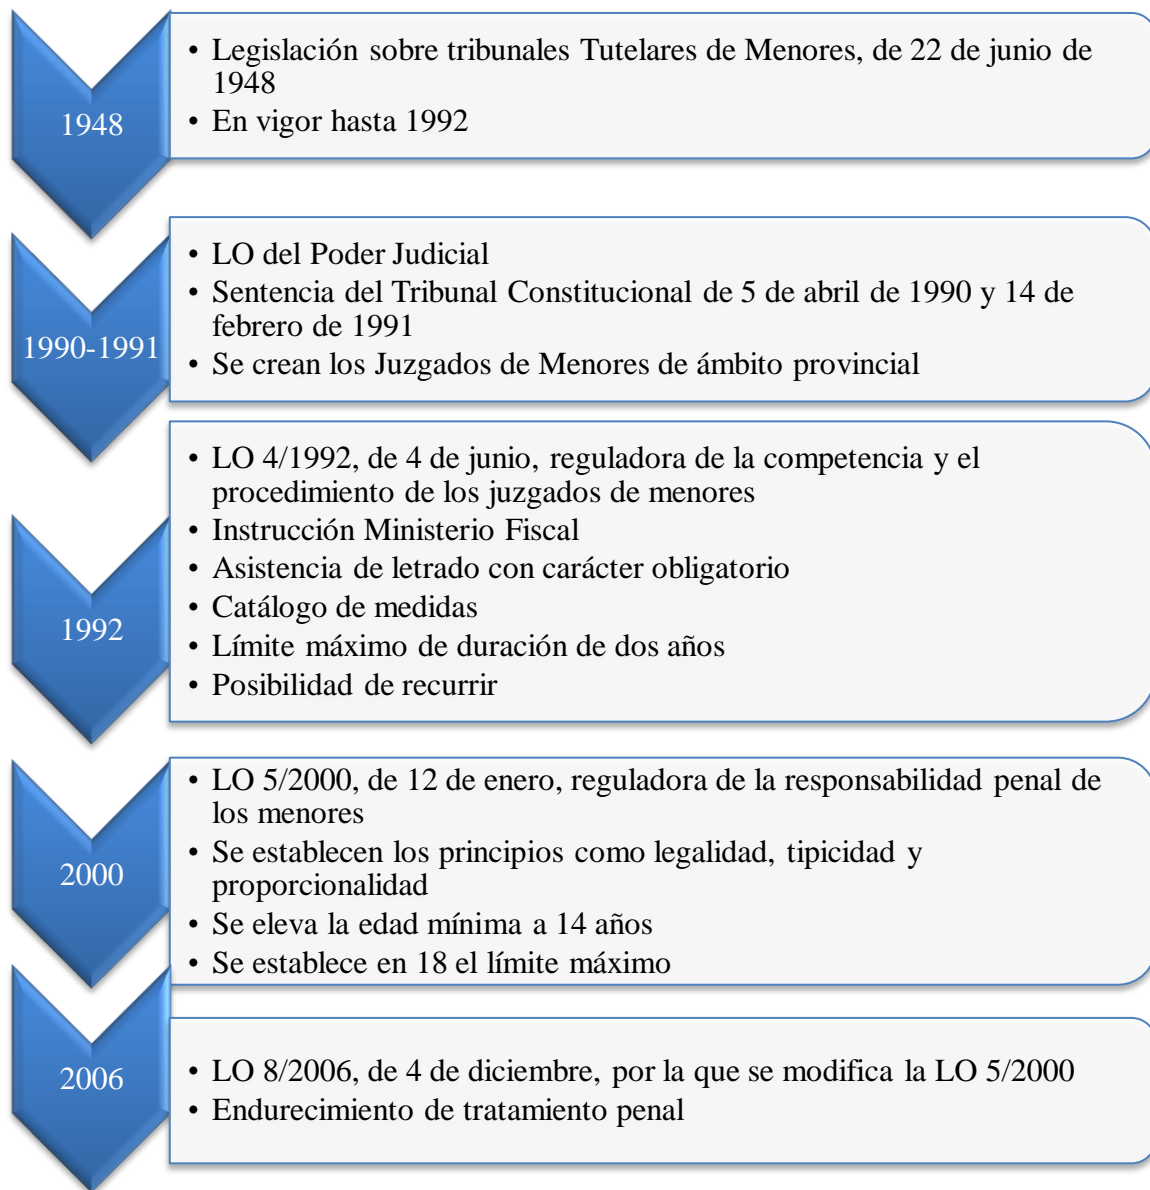 1948
• Legislación sobre tribunales Tutelares de Menores, de 22 de junio de
1948
• En vigor hasta 1992
1990-1991
• LO del Poder Judicial
• Sentencia del Tribunal Constitucional de 5 de abril de 1990 y 14 de
febrero de 1991
• Se crean los Juzgados de Menores de ámbito provincial
1992
• LO 4/1992, de 4 de junio, reguladora de la competencia y el
procedimiento de los juzgados de menores
• Instrucción Ministerio Fiscal
• Asistencia de letrado con carácter obligatorio
• Catálogo de medidas
• Límite máximo de duración de dos años
• Posibilidad de recurrir
2000
• LO 5/2000, de 12 de enero, reguladora de la responsabilidad penal de
los menores
• Se establecen los principios como legalidad, tipicidad y
proporcionalidad
• Se eleva la edad mínima a 14 años
• Se establece en 18 el límite máximo
2006
• LO 8/2006, de 4 de diciembre, por la que se modifica la LO 5/2000
• Endurecimiento de tratamiento penal